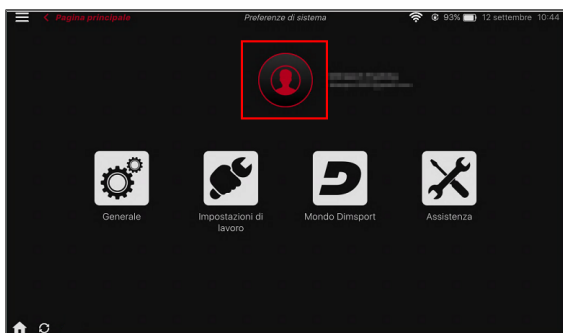 Pagina principale
Preferenze di sistema
93% 12 settembre 10:44
Generale
Impostazioni di
lavoro
Mondo Dimsport
Assistenza